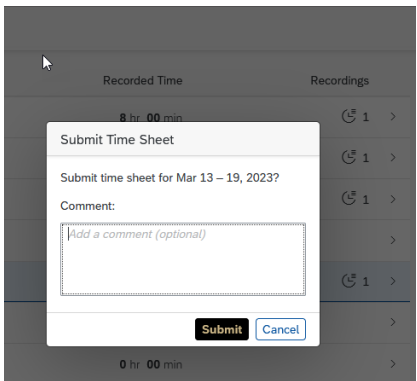 Recorded Time Recordings
8 hr 00 min 1
Submit Time Sheet
1
Submit time sheet for Mar 13 – 19, 2023?
1
Comment:
Add a comment (optional)
1
Submit Cancel
0 hr 00 min